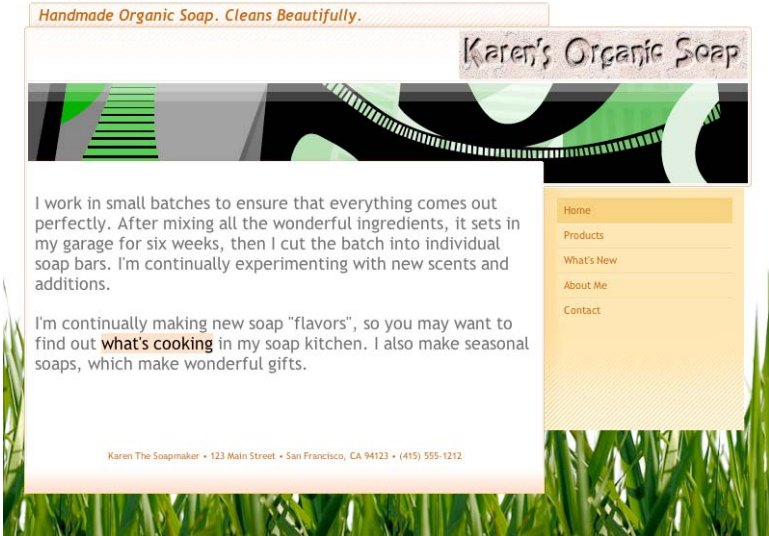 Handmade Organic Soap. Cleans Beautifully.
Karen's Organic Soap
I work in small batches to ensure that everything comes out
perfectly. After mixing all the wonderful ingredients, it sets in
my garage for six weeks, then I cut the batch into individual
soap bars. I'm continually experimenting with new scents and
additions.
I'm continually making new soap "flavors", so you may want to
find out what's cooking in my soap kitchen. I also make seasonal
soaps, which make wonderful gifts.
Home
Products
What's New
About Me
Contact
Karen The Soapmaker • 123 Main Street • San Francisco, CA 94123 • (415) 555-1212